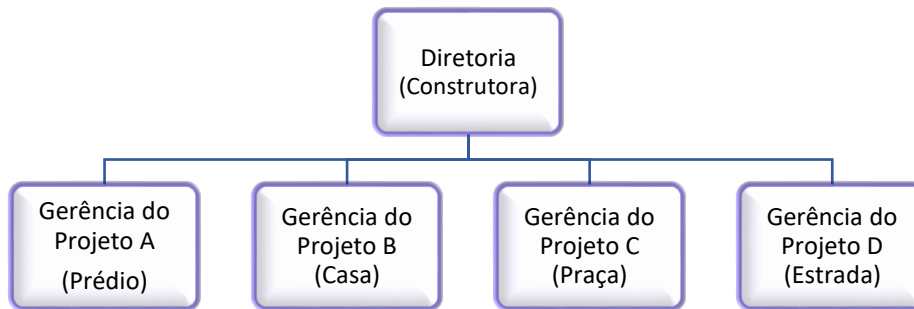 Diretoria
(Construtora)
Gerência do
Projeto A
(Prédio)
Gerência do
Projeto B
(Casa)
Gerência do
Projeto C
(Praça)
Gerência do
Projeto D
(Estrada)